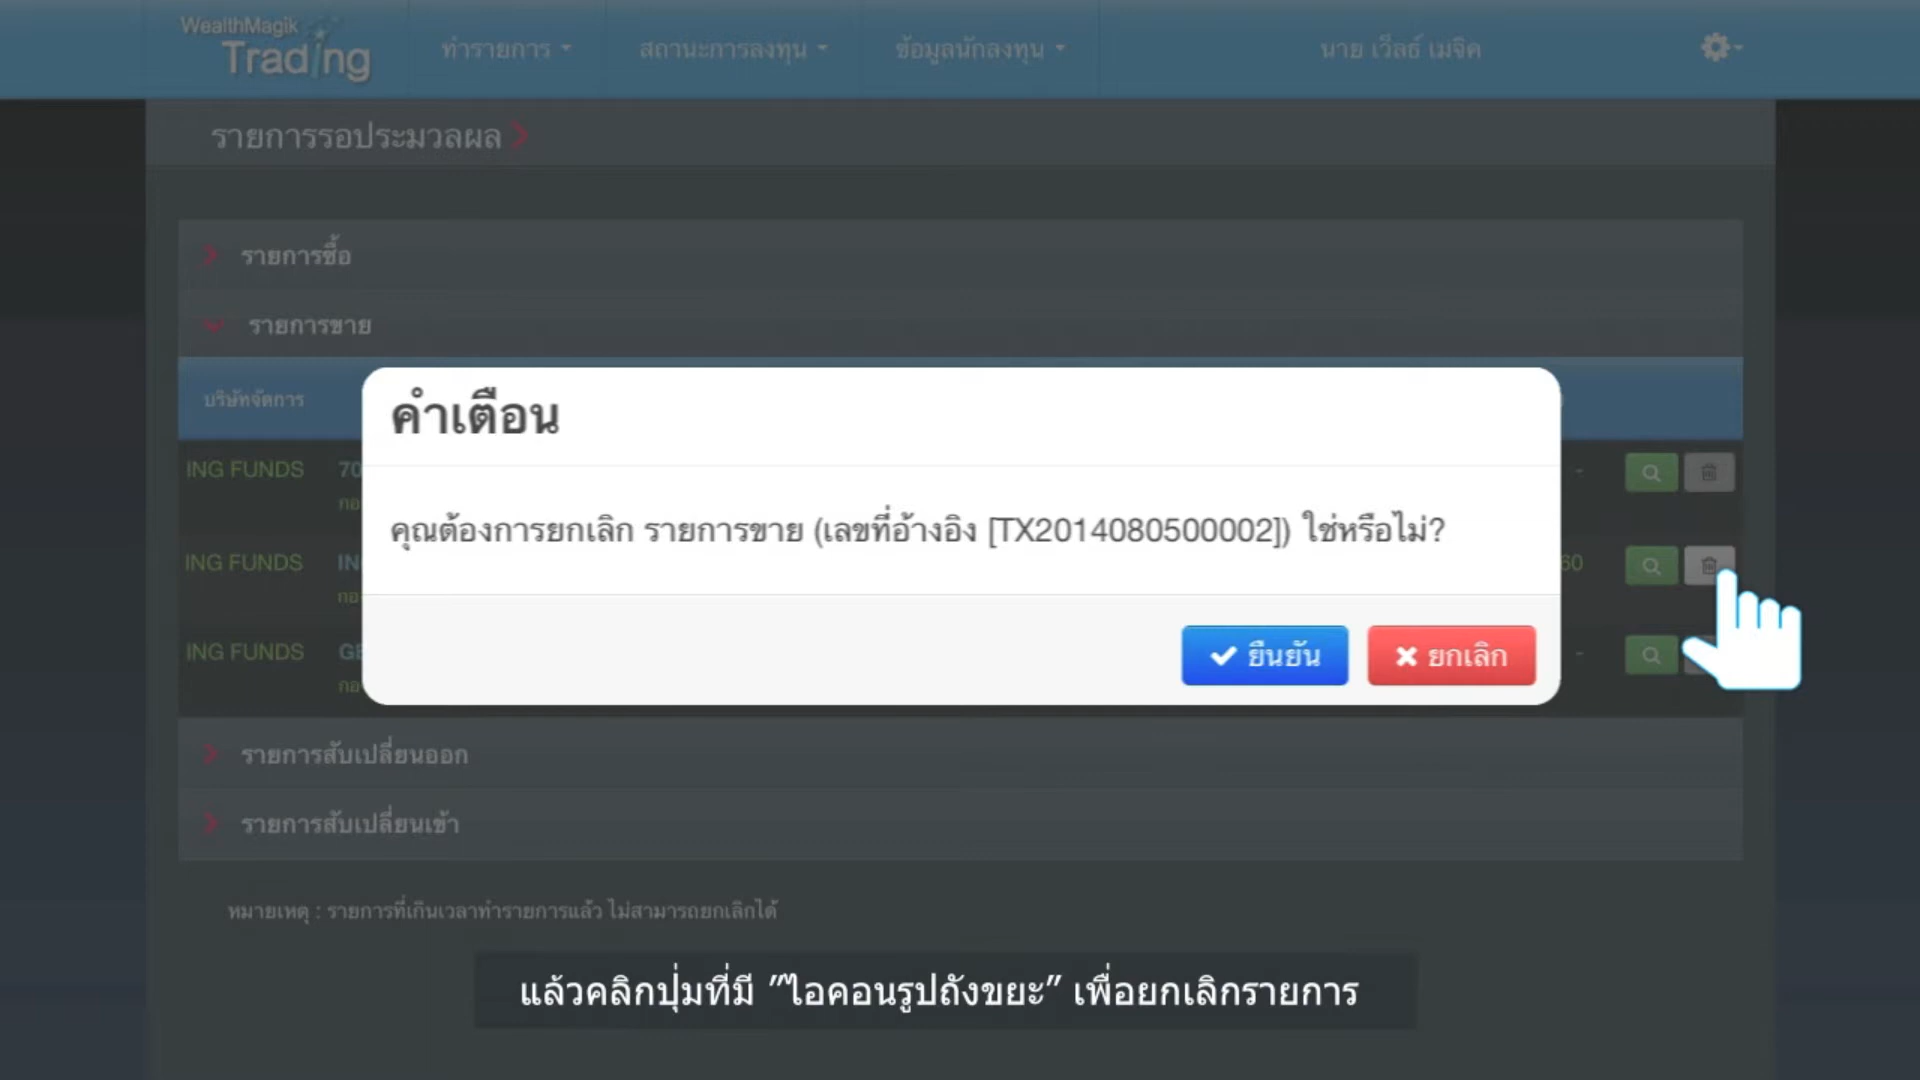 WealthMagik
Trading
ทำรายการ
สถานะการลงทุน
ข้อมูลนักลงทุน
นาย เว็ลธ์ เมจิค
รายการรอประมวลผล
รายการซื้อ
รายการขาย
บริษัทจัดการ
คำเตือน
ING FUNDS
70
-
คุณต้องการยกเลิก รายการขาย (เลขที่อ้างอิง [TX2014080500002]) ใช่หรือไม่?
ING FUNDS
IN
60
ING FUNDS
GE
-
ยืนยัน
ยกเลิก
รายการสับเปลี่ยนออก
รายการสับเปลี่ยนเข้า
หมายเหตุ : รายการที่เกินเวลาทำรายการแล้ว ไม่สามารถยกเลิกได้
แล้วคลิกปุ่มที่มี "ไอคอนรูปถังขยะ" เพื่อยกเลิกรายการ